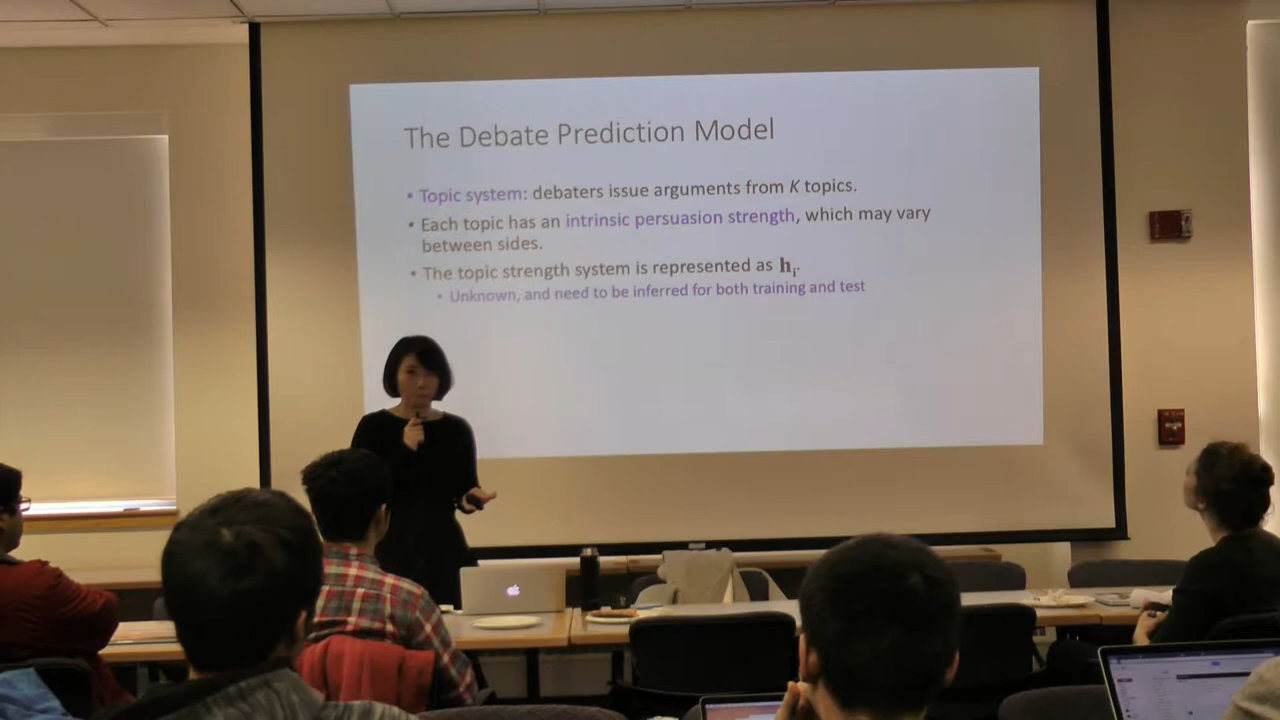 The Debate Prediction Model
• Topic system: debaters issue arguments from K topics.
• Each topic has an intrinsic persuasion strength, which may vary
between sides.
• The topic strength system is represented as hᵢ.
• Unknown, and need to be inferred for both training and test